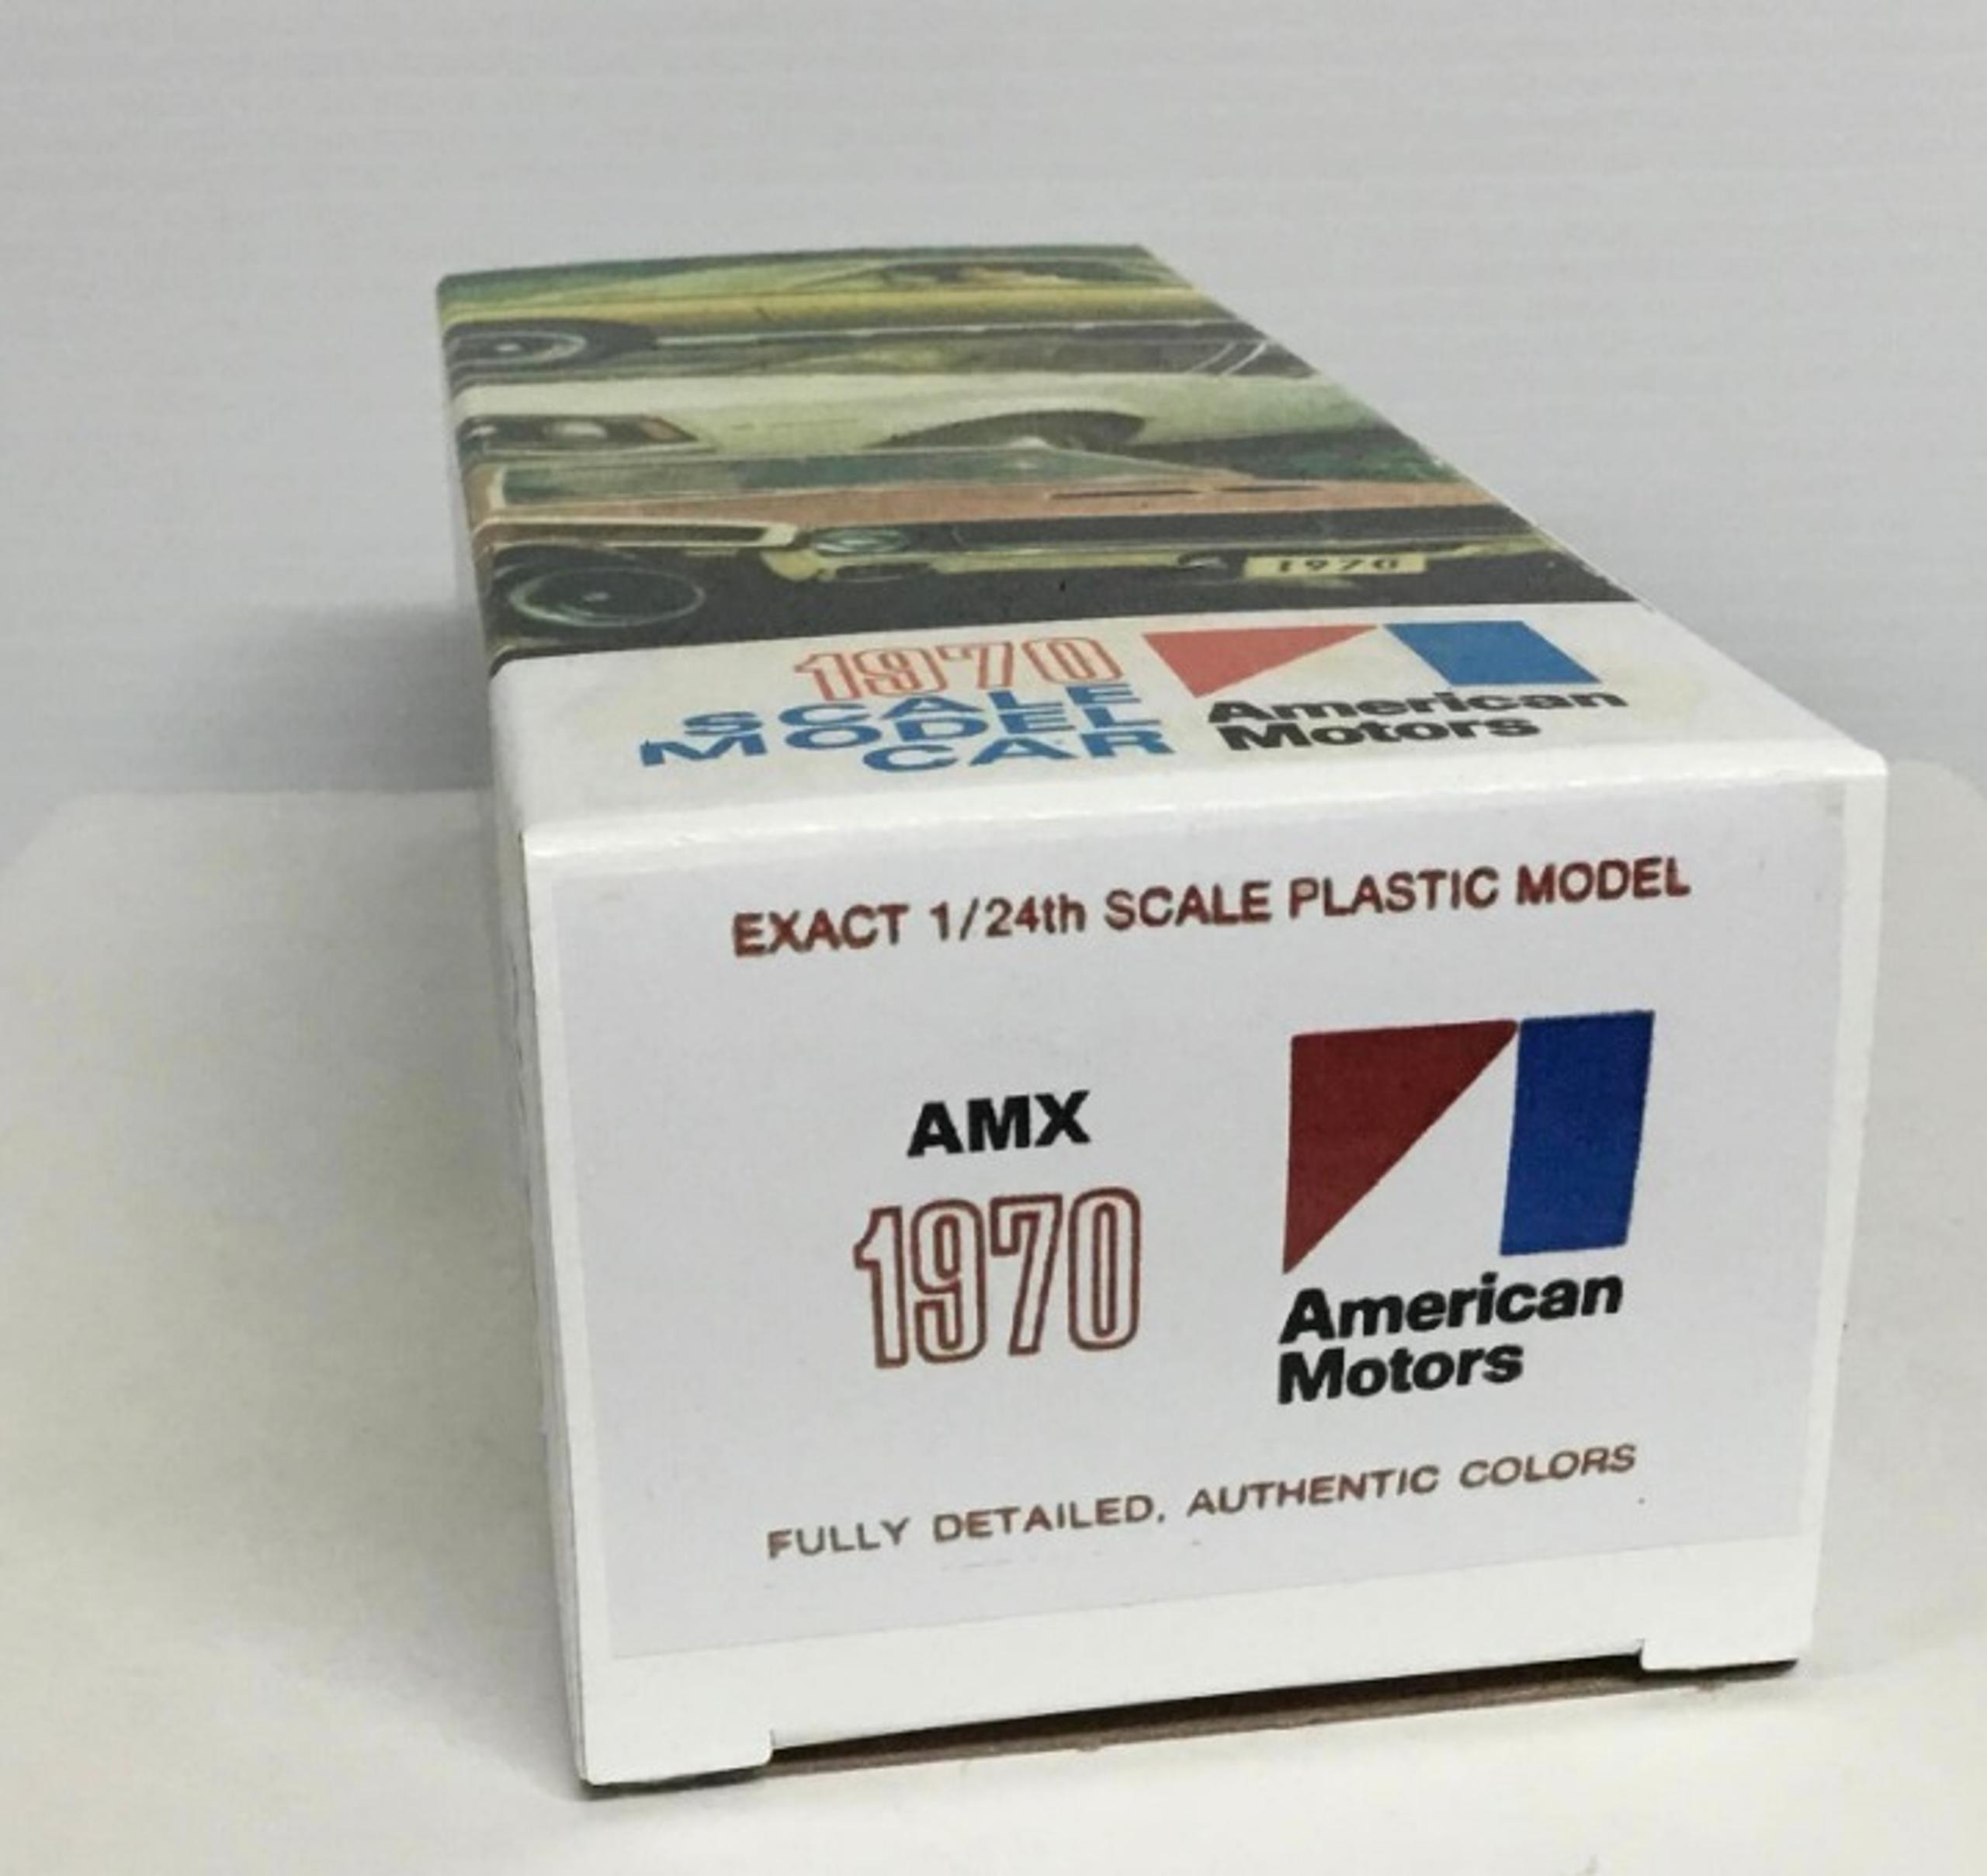 1970
1970
SCALE
MODEL
CAR
American
Motors
EXACT 1/24th SCALE PLASTIC MODEL
AMX
1970
American
Motors
FULLY DETAILED, AUTHENTIC COLORS